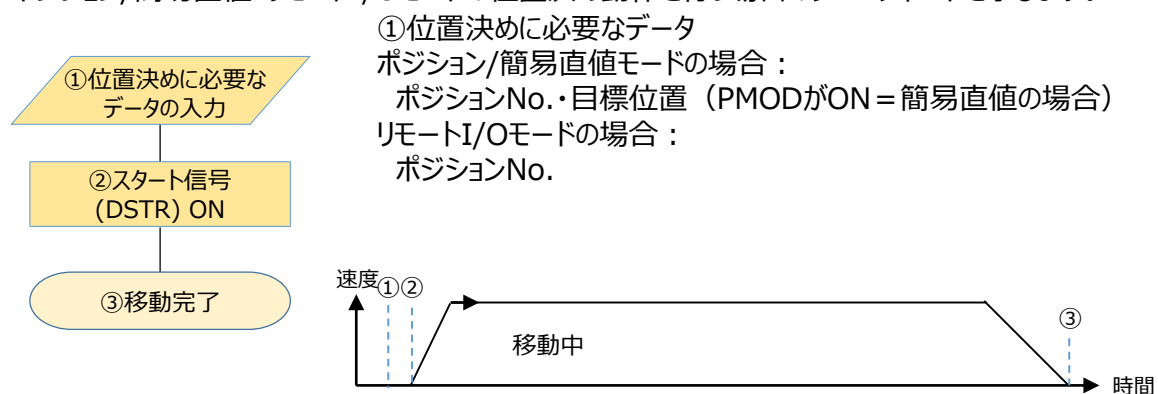 ①位置決めに必要なデータ
ポジション/簡易直値モードの場合：
ポジションNo.・目標位置（PMODがON＝簡易直値の場合）
リモートI/Oモードの場合：
ポジションNo.
①位置決めに必要な
データの入力
②スタート信号
(DSTR) ON
③移動完了
速度
①②
移動中
③
時間